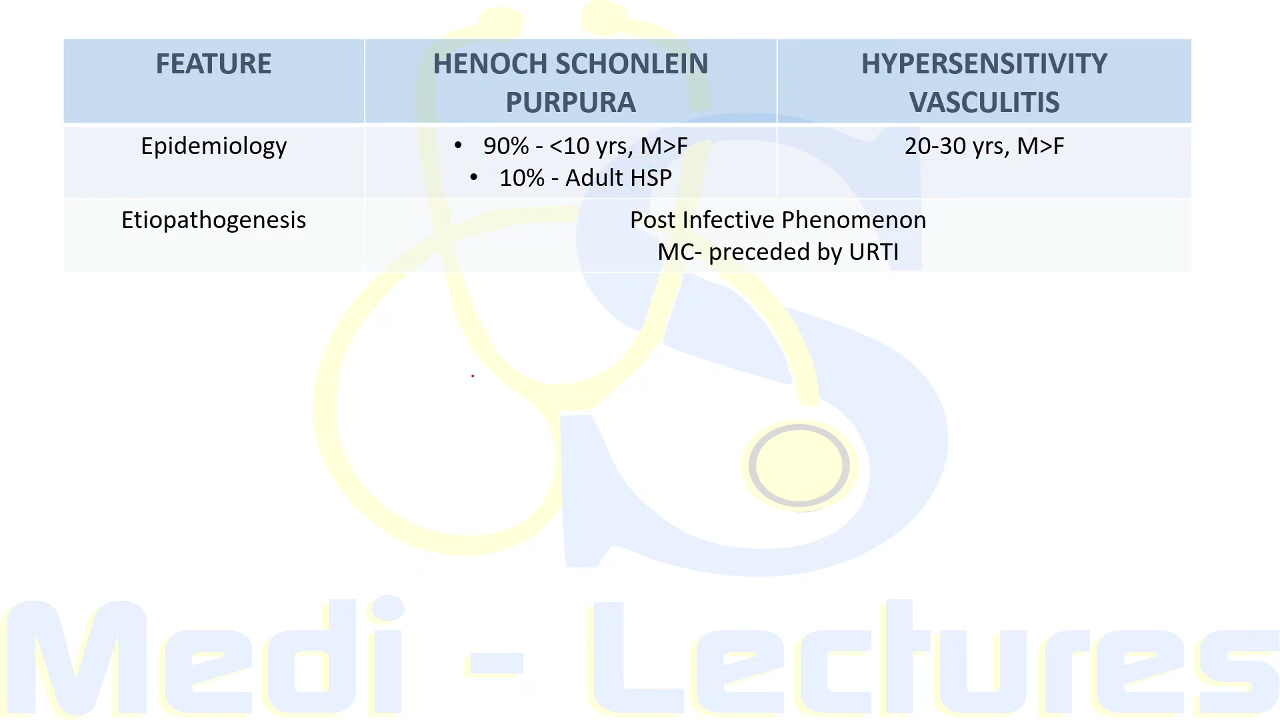 FEATURE
HENOCH SCHONLEIN
PURPURA
HYPERSENSITIVITY
VASCULITIS
Epidemiology
• 90% - <10 yrs, M>F
• 10% - Adult HSP
20-30 yrs, M>F
Etiopathogenesis
Post Infective Phenomenon
MC- preceded by URTI
S
Medi - Lectures